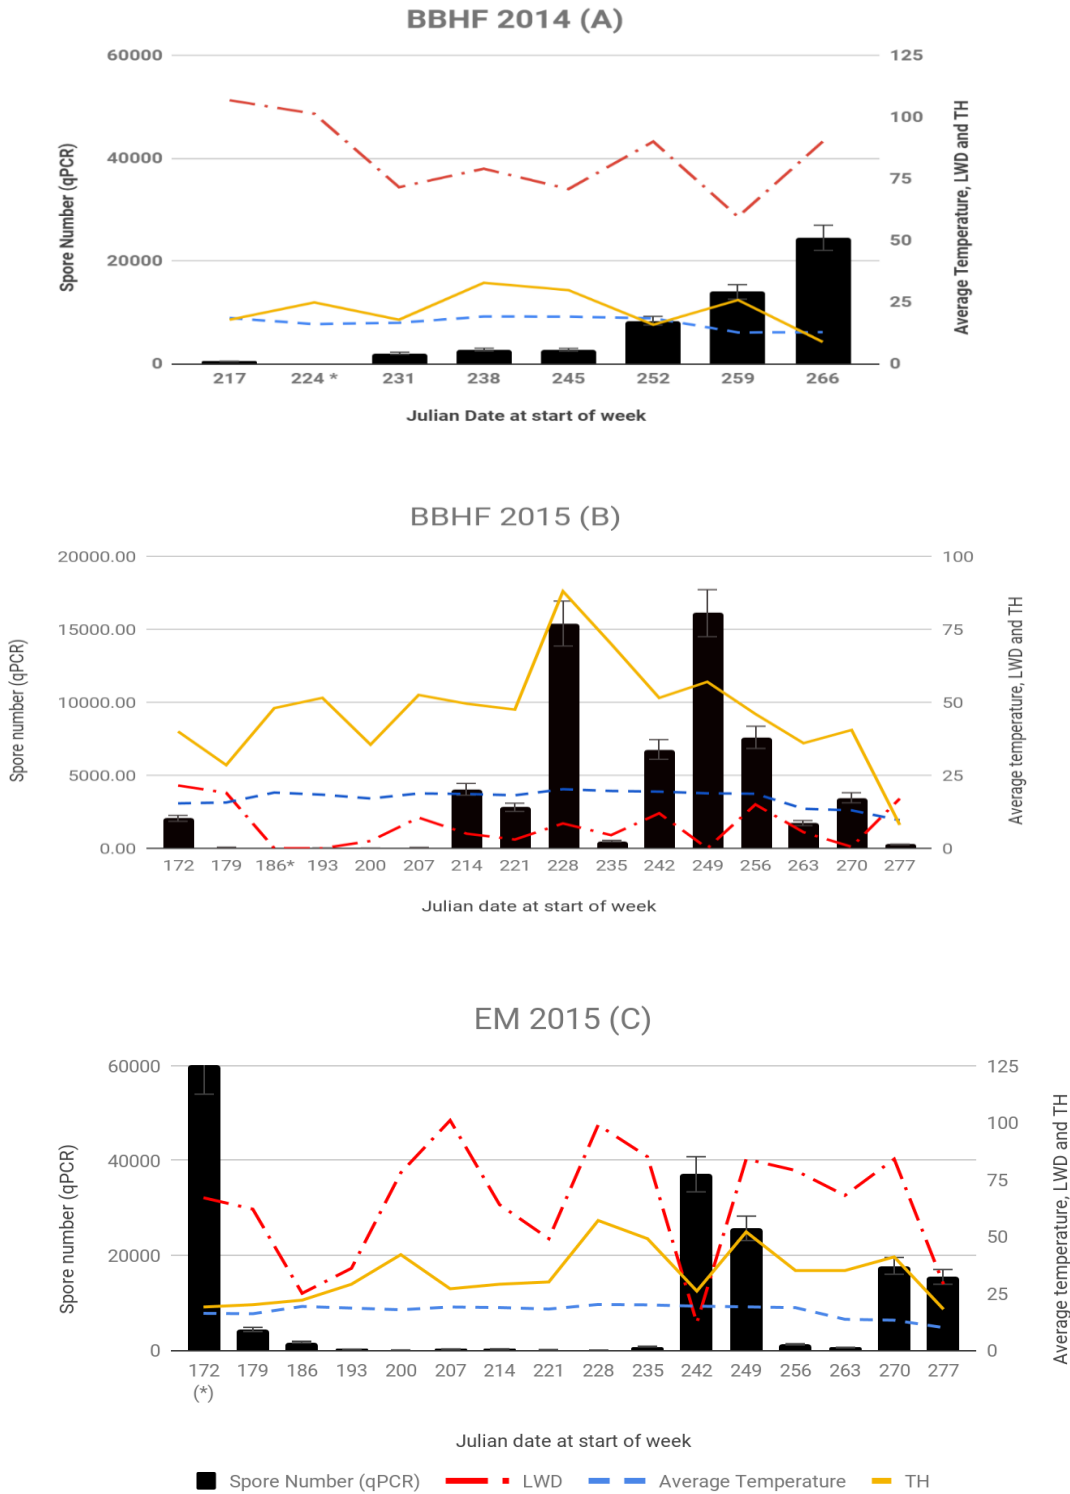 BBHF 2014 (A)
60000
40000
20000
0
Spore Number (qPCR)
125
100
75
50
25
0
Average Temperature, LWD and TH
217 224 * 231 238 245 252 259 266
Julian Date at start of week
BBHF 2015 (B)
20000.00
15000.00
10000.00
5000.00
0.00
Spore number (qPCR)
100
75
50
25
0
Average temperature, LWD and TH
172 179 186* 193 200 207 214 221 228 235 242 249 256 263 270 277
Julian date at start of week
EM 2015 (C)
60000
40000
20000
0
Spore number (qPCR)
125
100
75
50
25
0
Average temperature, LWD and TH
172 179 186 193 200 207 214 221 228 235 242 249 256 263 270 277
(*)
Julian date at start of week
Spore Number (qPCR) LWD Average Temperature TH